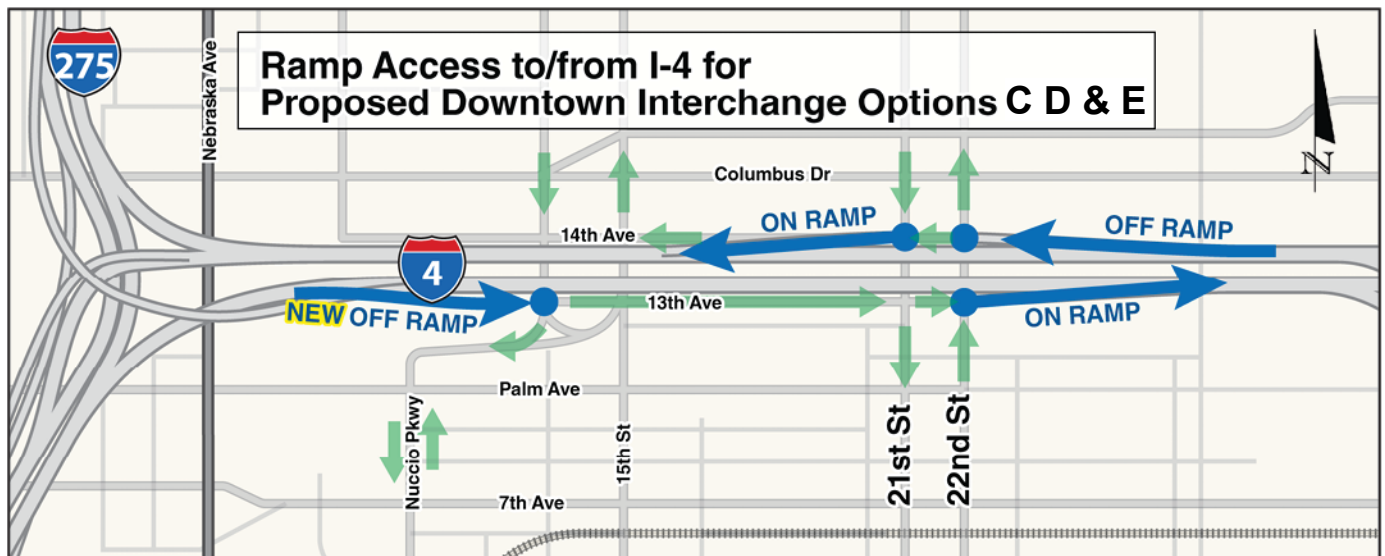 275
Nebraska Ave
Ramp Access to/from I-4 for
Proposed Downtown Interchange Options C D & E
N
Columbus Dr
14th Ave
ON RAMP
OFF RAMP
4
NEW OFF RAMP
13th Ave
ON RAMP
Palm Ave
Nuccio Pkwy
15th St
21st St
22nd St
7th Ave